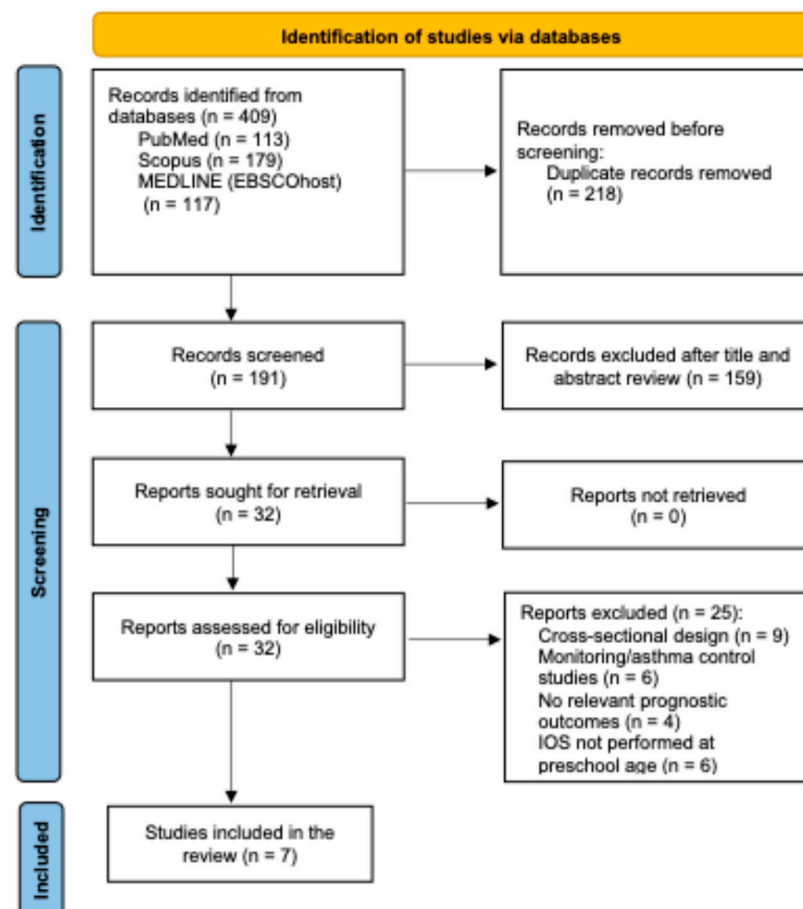 Identification of studies via databases
Identification
Records identified from
databases (n = 409)
PubMed (n = 113)
Scopus (n = 179)
MEDLINE (EBSCOhost)
(n = 117)
Records removed before
screening:
Duplicate records removed
(n = 218)
Screening
Records screened
(n = 191)
Records excluded after title and
abstract review (n = 159)
Reports sought for retrieval
(n = 32)
Reports not retrieved
(n = 0)
Reports assessed for eligibility
(n = 32)
Reports excluded (n = 25):
Cross-sectional design (n = 9)
Monitoring/asthma control
studies (n = 6)
No relevant prognostic
outcomes (n = 4)
IOS not performed at
preschool age (n = 6)
Included
Studies included in the
review (n = 7)